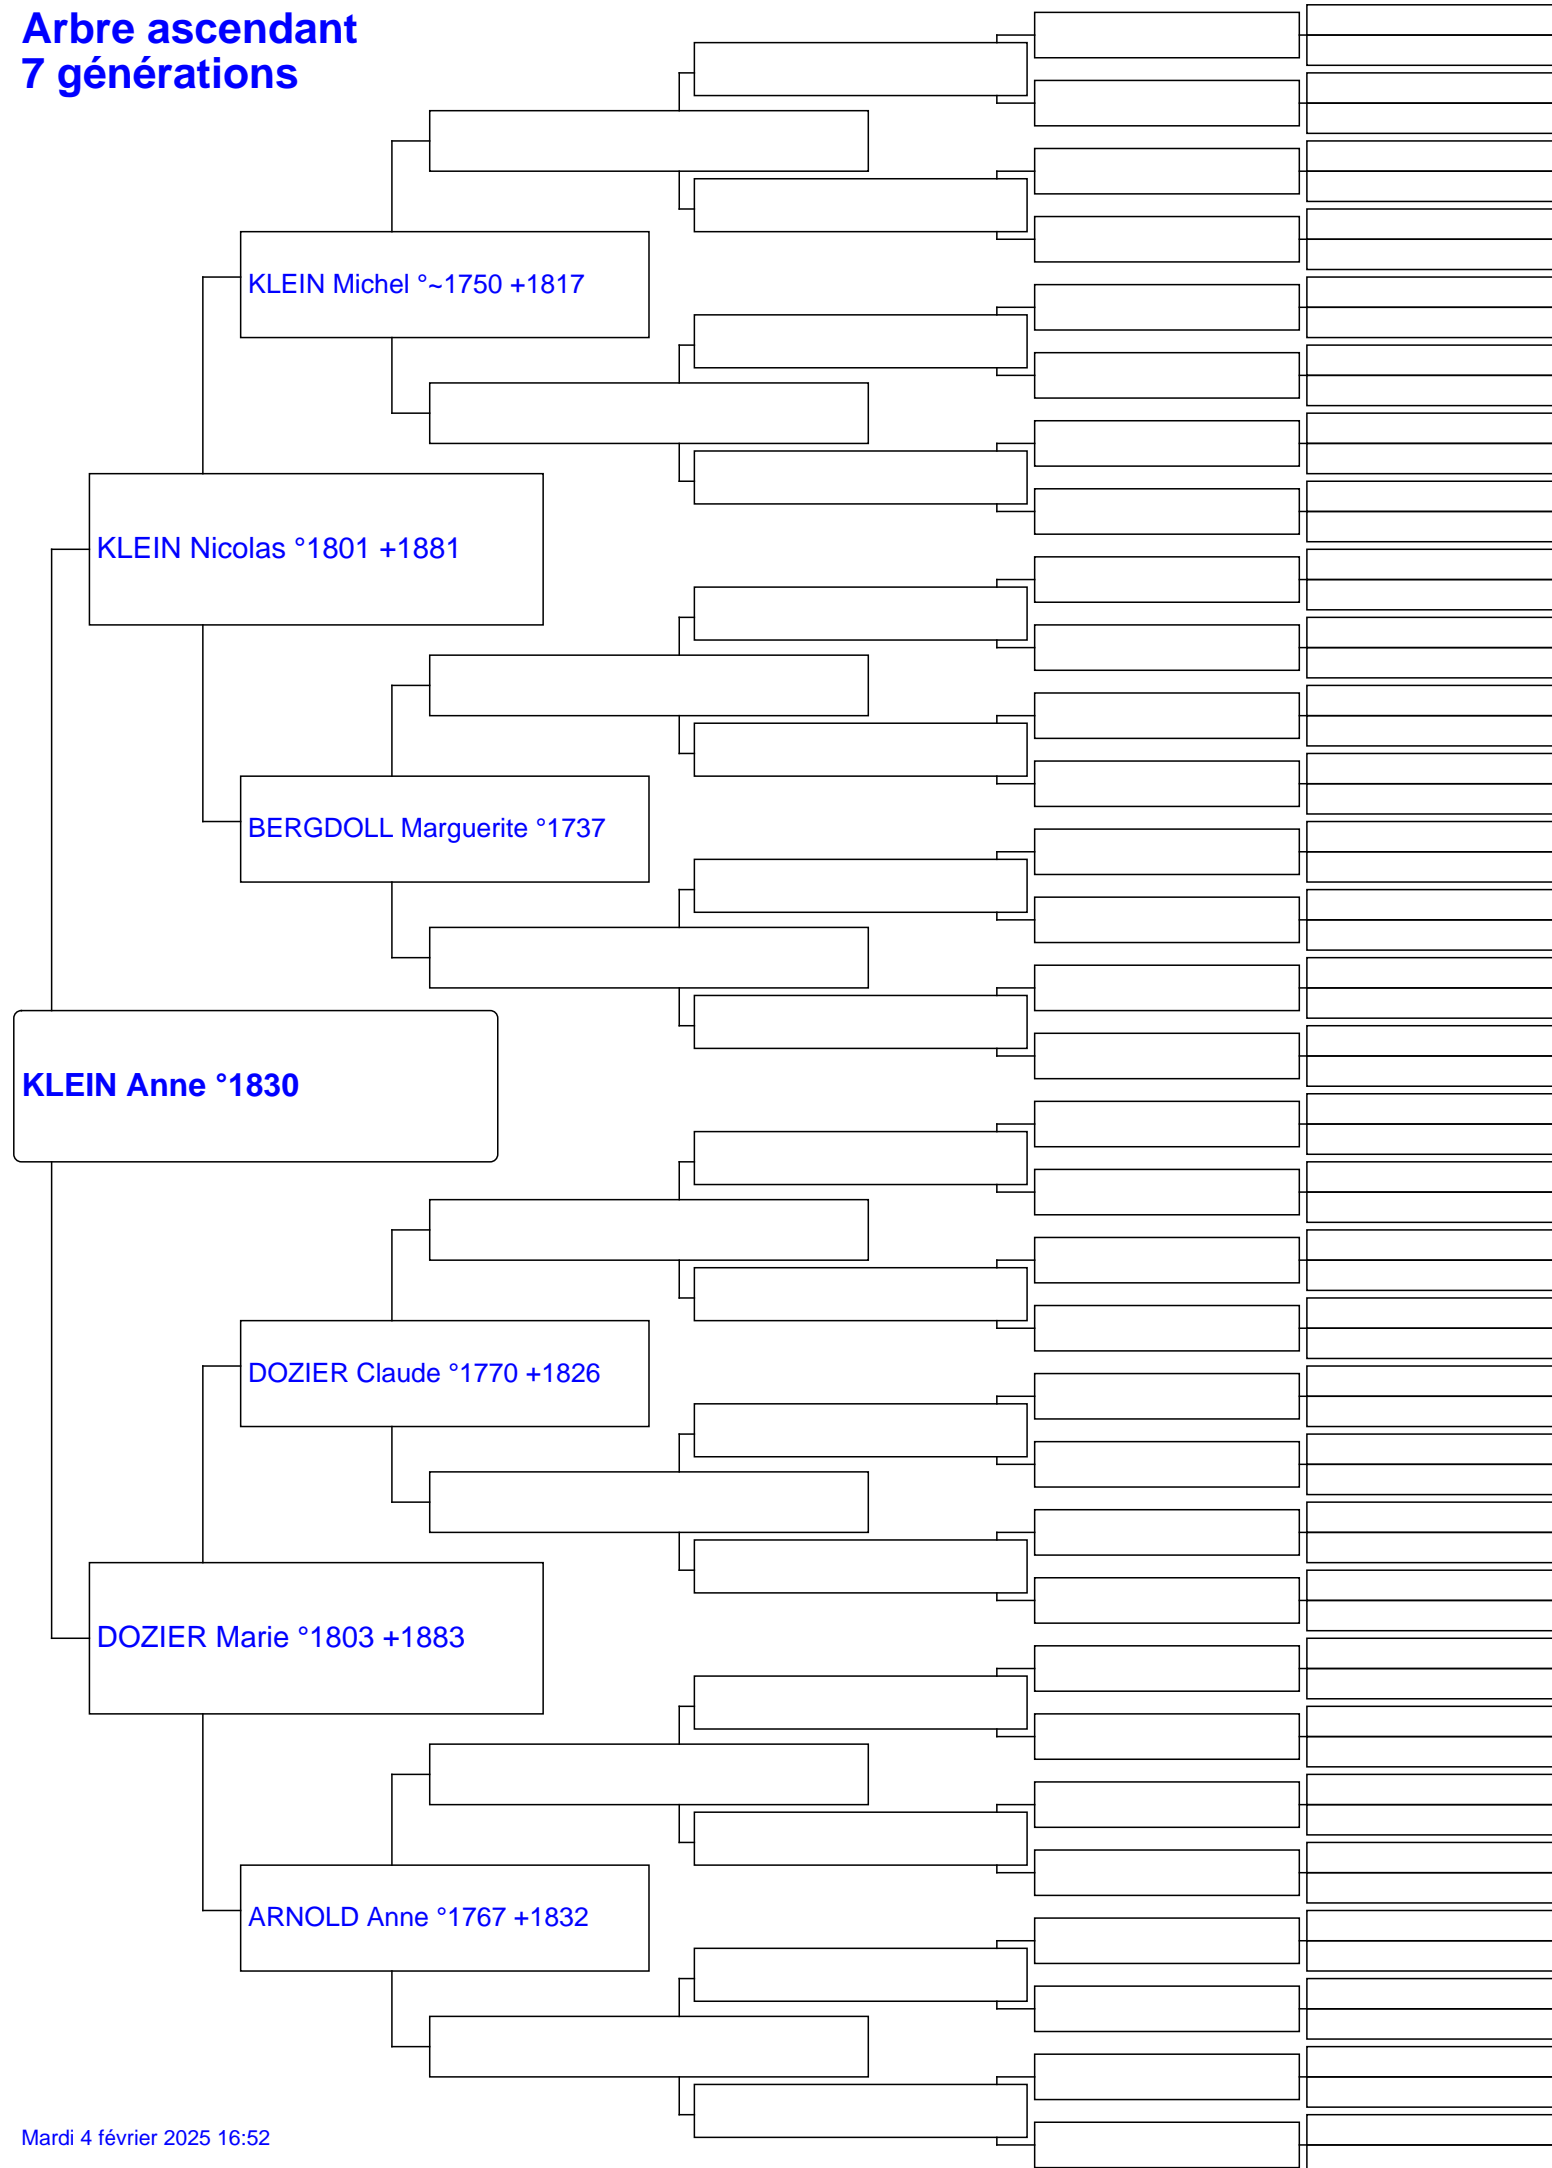 Arbre ascendant
7 générations
KLEIN Michel °~1750 +1817
KLEIN Nicolas °1801 +1881
BERGDOLL Marguerite °1737
KLEIN Anne °1830
DOZIER Claude °1770 +1826
DOZIER Marie °1803 +1883
ARNOLD Anne °1767 +1832
Mardi 4 février 2025 16:52